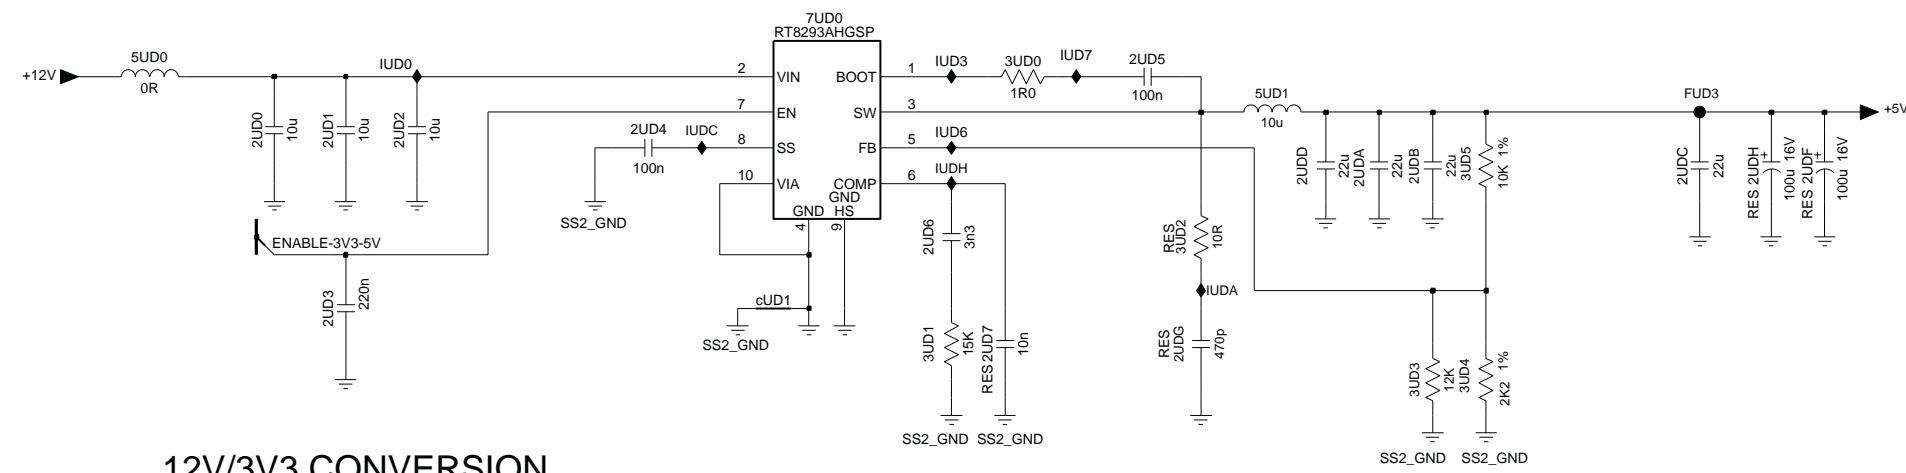 7UD0
RT8293AHGSP
+12V
5UD0
0R
IUD0
2UD0
10u
2UD1
10u
2UD2
10u
ENABLE-3V3-5V
2UD3
220n
2UD4
100n
IUDC
SS2_GND
2
VIN
7
EN
8
SS
10
VIA
BOOT
1
SW
3
FB
5
COMP
6
GND
HS
GND
4
9
cUD1
SS2_GND
IUD3
3UD0
1R0
IUD7
2UD5
100n
IUD6
IUDH
2UD6
3n3
3UD1
15K
RES 2UD7
10n
SS2_GND
SS2_GND
RES
3UD2
10R
IUDA
RES
2UDG
470p
5UD1
10u
2UDD
22u
2UDA
22u
2UDB
22u
3UD5
10K 1%
3UD3
12K
3UD4
2K2 1%
SS2_GND
SS2_GND
FUD3
+5V
2UDC
22u
RES 2UDH
100u 16V
+
RES 2UDF
100u 16V
+
12V/3V3 CONVERSION